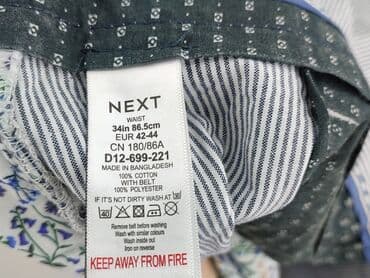 NEXT
WAIST
34in 86.5cm
EUR 42-44
CN 180/86A
D12-699-221
MADE IN BANGLADESH
100% COTTON
WITH BELT
100% POLYESTER
IF IT'S NOT DIRTY WASH AT 30°
40
Remove belt before washing
Wash with similar colours
Wash inside out
Iron on reverse
KEEP AWAY FROM FIRE